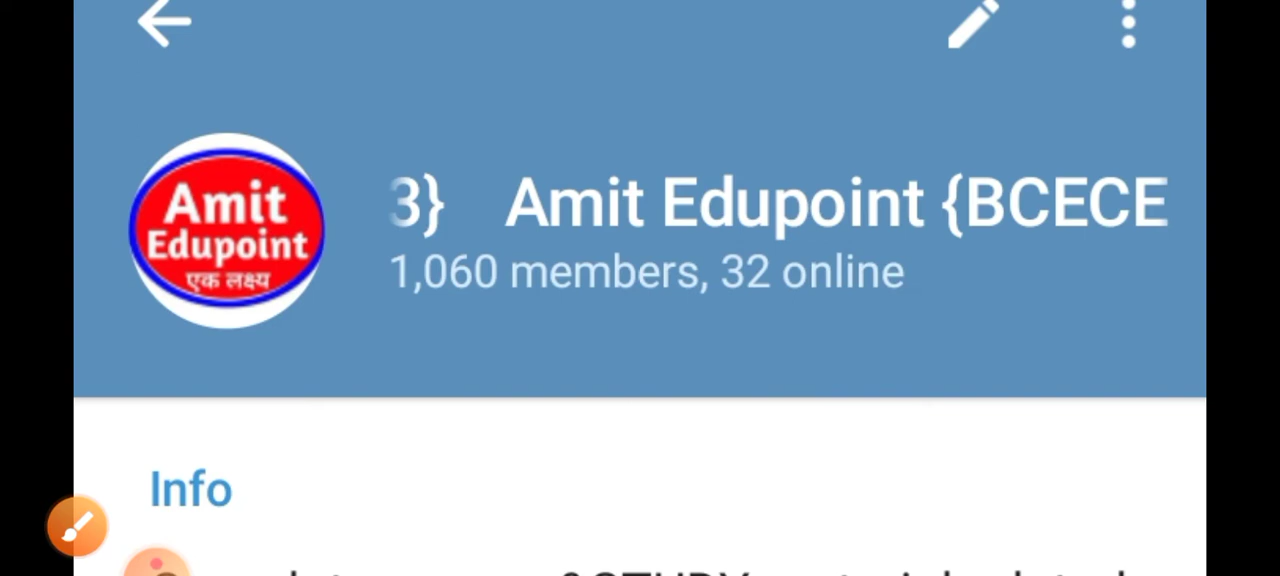 Amit
Edupoint
एक लक्ष्य
3} Amit Edupoint {BCECE
1,060 members, 32 online
Info